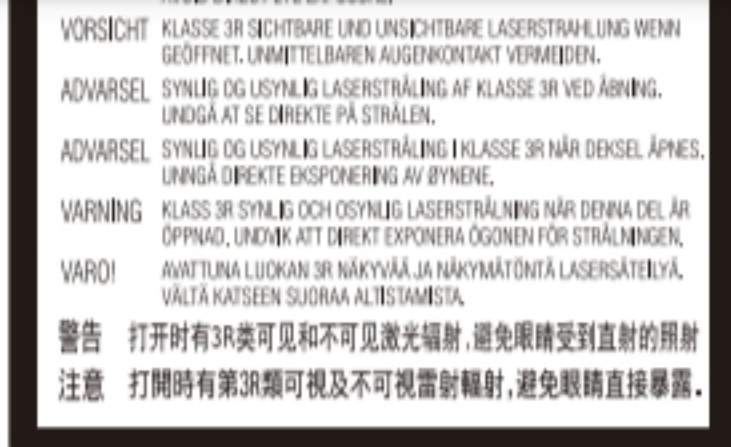 VORSICHT KLASSE 3R SICHTBARE UND UNSICHTBARE LASERSTRAHLUNG WENN
GEÖFFNET. UNMITTELBAREN AUGENKONTAKT VERMEIDEN.
ADVARSEL SYNLIG OG USYNLIG LASERSTRÅLING AF KLASSE 3R VED ÅBNING.
UNDGÅ AT SE DIREKTE PÅ STRÅLEN.
ADVARSEL SYNLIG OG USYNLIG LASERSTRÅLING I KLASSE 3R NÅR DEKSEL ÅPNES.
UNNGÅ DIREKTE EKSPONERING AV ØYNENE.
VARNING KLASS 3R SYNLIG OCH OSYNLIG LASERSTRÅLNING NÄR DENNA DEL ÄR
ÖPPNAD. UNDVIK ATT DIREKT EXPONERA ÖGONEN FÖR STRÅLNINGEN.
VARO! AVATTUNA LUOKAN 3R NÄKYVÄÄ JA NÄKYMÄTÖNTÄ LASERSÄTEILYÄ.
VÄLTÄ KATSEEN SUORAA ALTISTAMISTA.
警告 打开时有3R类可见和不可见激光辐射,避免眼睛受到直射的照射
注意 打開時有第3R類可視及不可視雷射輻射,避免眼睛直接暴露.